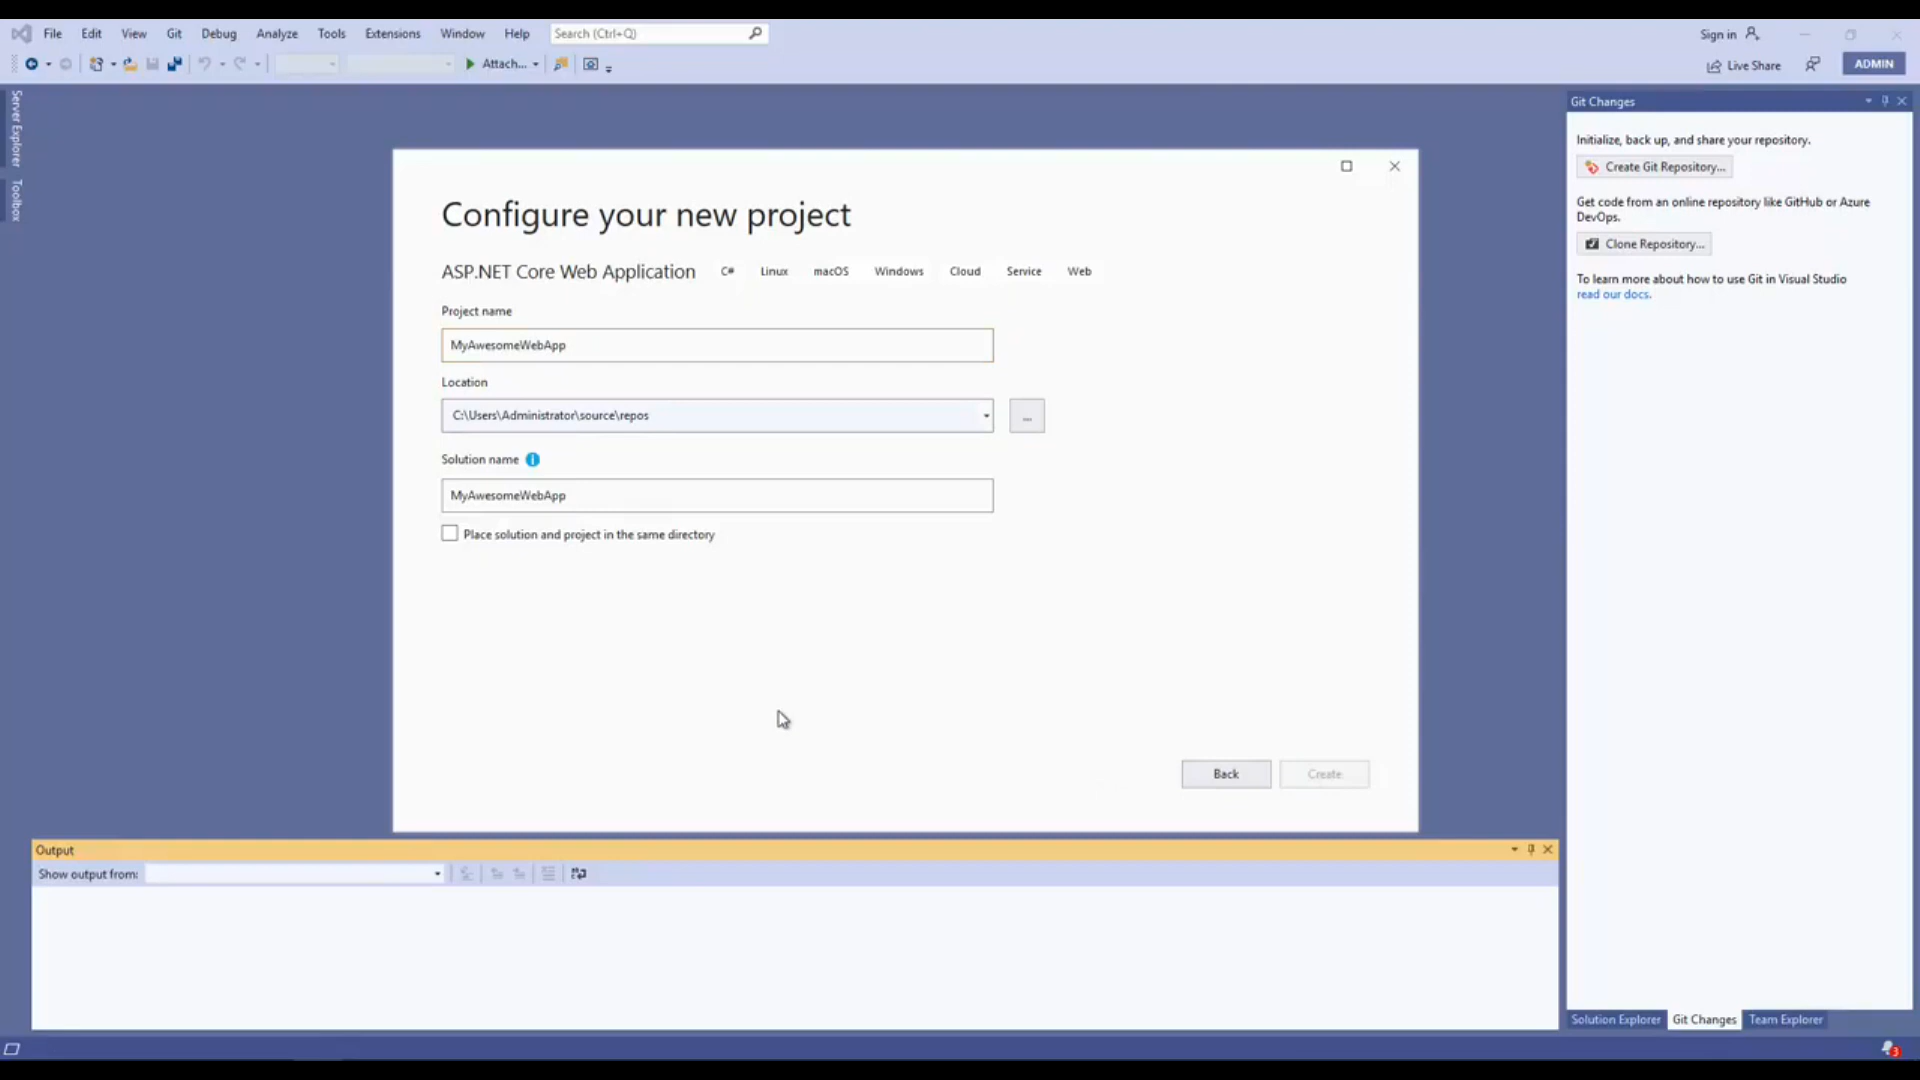 File Edit View Git Debug Analyze Tools Extensions Window Help Search (Ctrl+Q) Sign in
Attach... Live Share ADMIN
Server Explorer
Toolbox
Configure your new project
ASP.NET Core Web Application C# Linux macOS Windows Cloud Service Web
Project name
MyAwesomeWebApp
Location
C:\Users\Administrator\source\repos
...
Solution name
MyAwesomeWebApp
Place solution and project in the same directory
Back Create
Git Changes
Initialize, back up, and share your repository.
Create Git Repository...
Get code from an online repository like GitHub or Azure
DevOps.
Clone Repository...
To learn more about how to use Git in Visual Studio
read our docs.
Output
Show output from:
Solution Explorer Git Changes Team Explorer
3